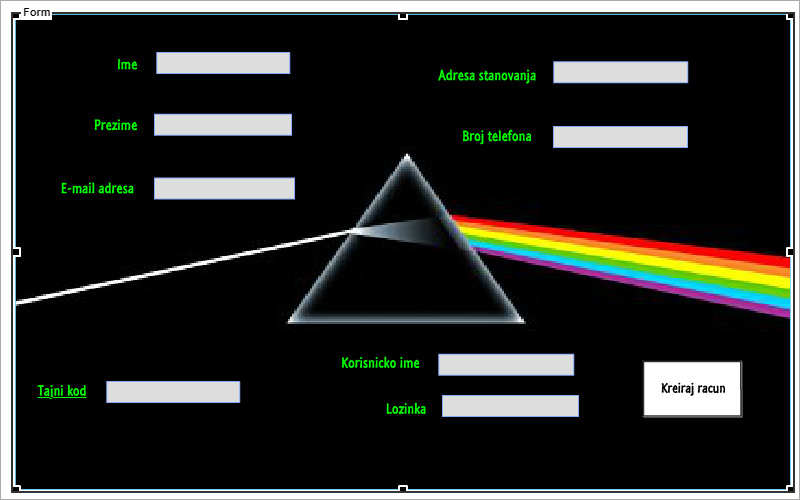 Form
Ime
Adresa stanovanja
Prezime
Broj telefona
E-mail adresa
Korisnicko ime
Tajni kod
Kreiraj racun
Lozinka